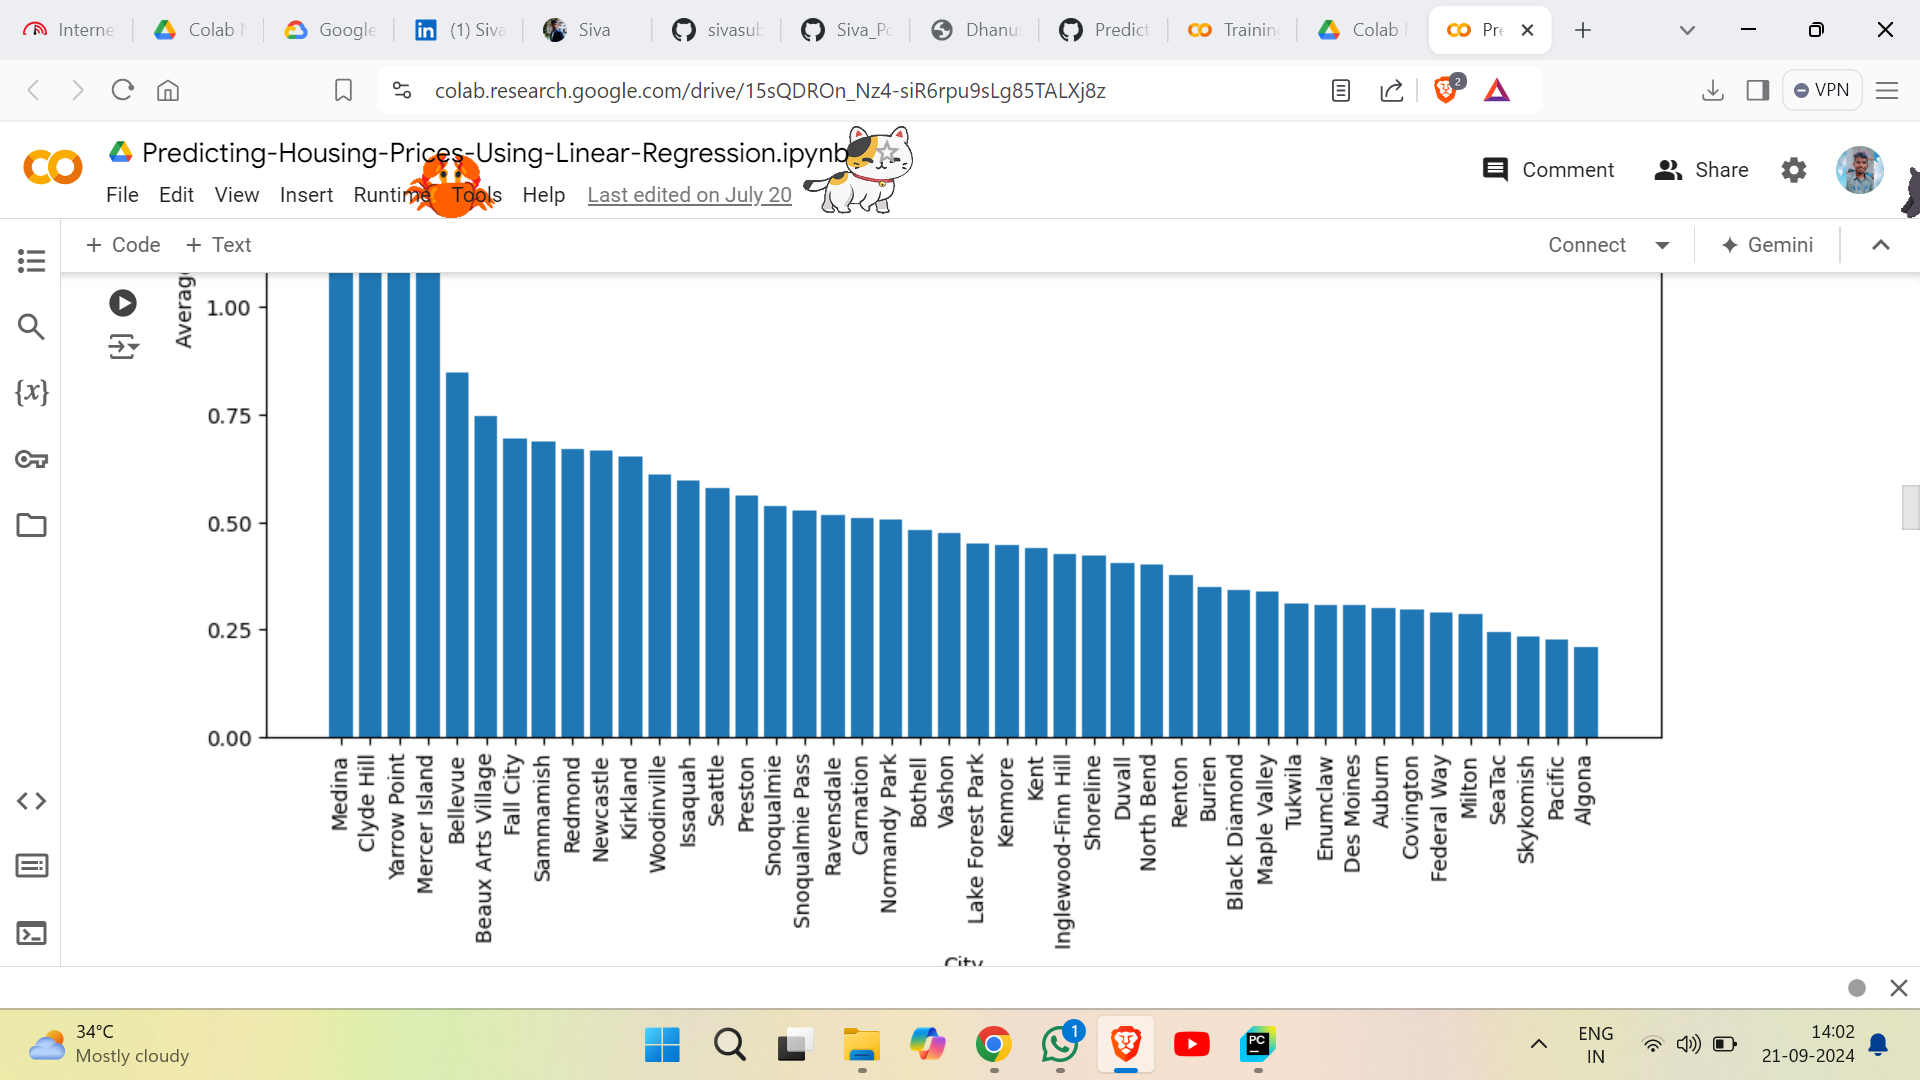 Interne
Colab N
Google
(1) Siva
Siva
sivasub
Siva_Po
Dhanus
Predict
Training
Colab N
Pre
colab.research.google.com/drive/15sQDROn_Nz4-siR6rpu9sLg85TALXj8z
2
VPN
Predicting-Housing-Prices-Using-Linear-Regression.ipynb
Comment
Share
File Edit View Insert Runtime Tools Help Last edited on July 20
+ Code + Text
Connect
Gemini
{x}
Averag
1.00
0.75
0.50
0.25
0.00
Medina
Clyde Hill
Yarrow Point
Mercer Island
Bellevue
Beaux Arts Village
Fall City
Sammamish
Redmond
Newcastle
Kirkland
Woodinville
Issaquah
Seattle
Preston
Snoqualmie
Snoqualmie Pass
Ravensdale
Carnation
Normandy Park
Bothell
Vashon
Lake Forest Park
Kenmore
Kent
Inglewood-Finn Hill
Shoreline
Duvall
North Bend
Renton
Burien
Black Diamond
Maple Valley
Tukwila
Enumclaw
Des Moines
Auburn
Covington
Federal Way
Milton
SeaTac
Skykomish
Pacific
Algona
City
34°C
Mostly cloudy
1
PC
ENG
IN
14:02
21-09-2024